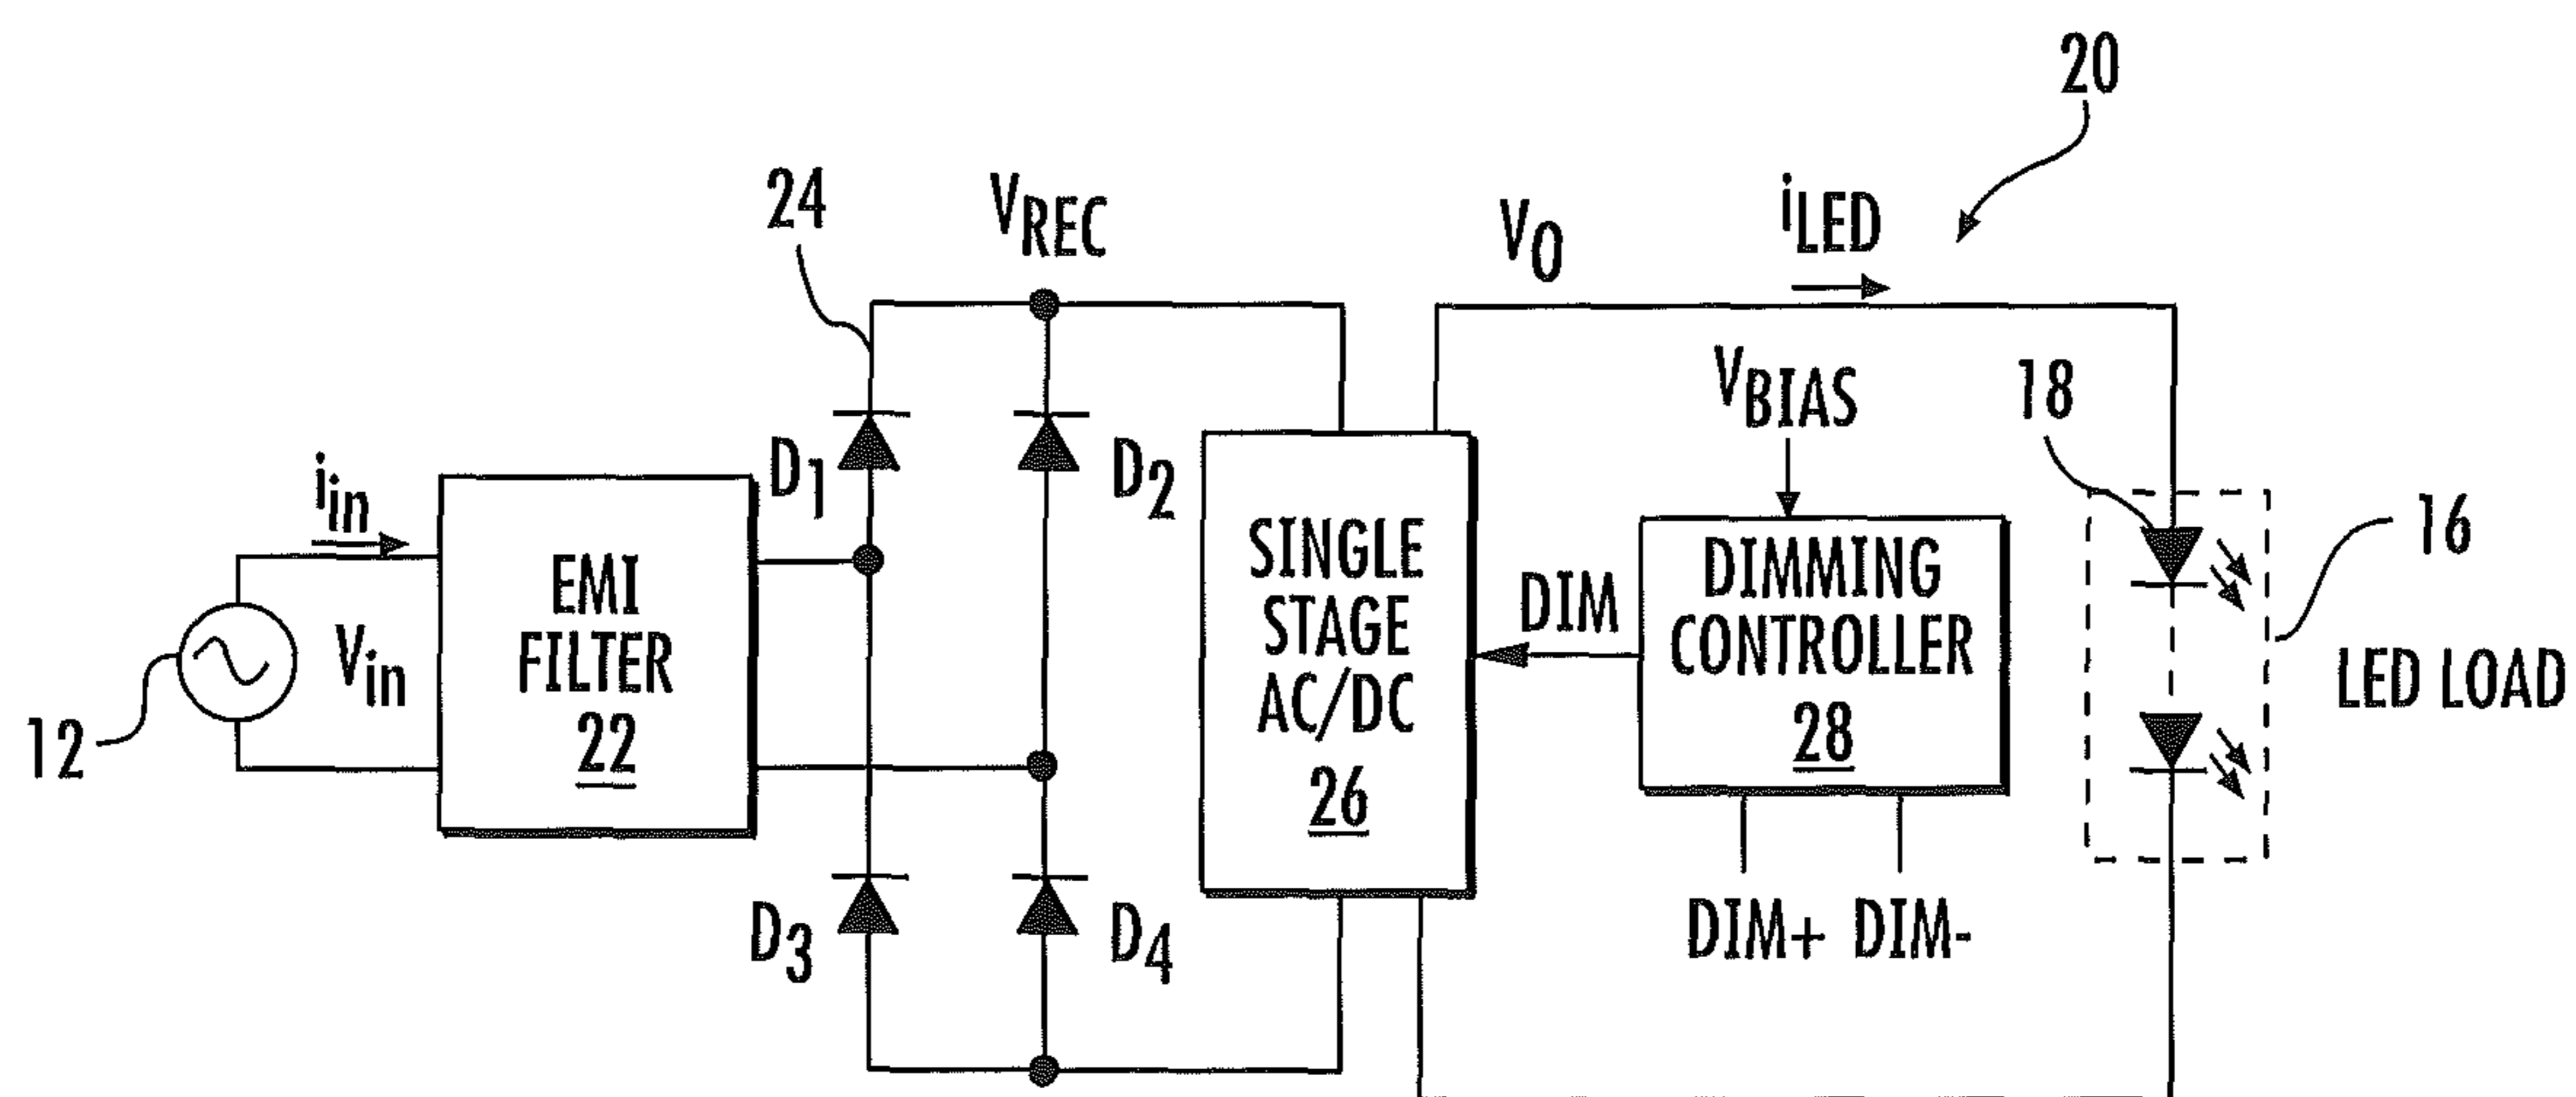 20
24
VREC
VO
iLED
VBIAS
18
D1
D2
iin
16
SINGLE
STAGE
AC/DC
26
DIMMING
CONTROLLER
28
DIM
EMI
FILTER
22
Vin
12
LED LOAD
D3
D4
DIM+ DIM-